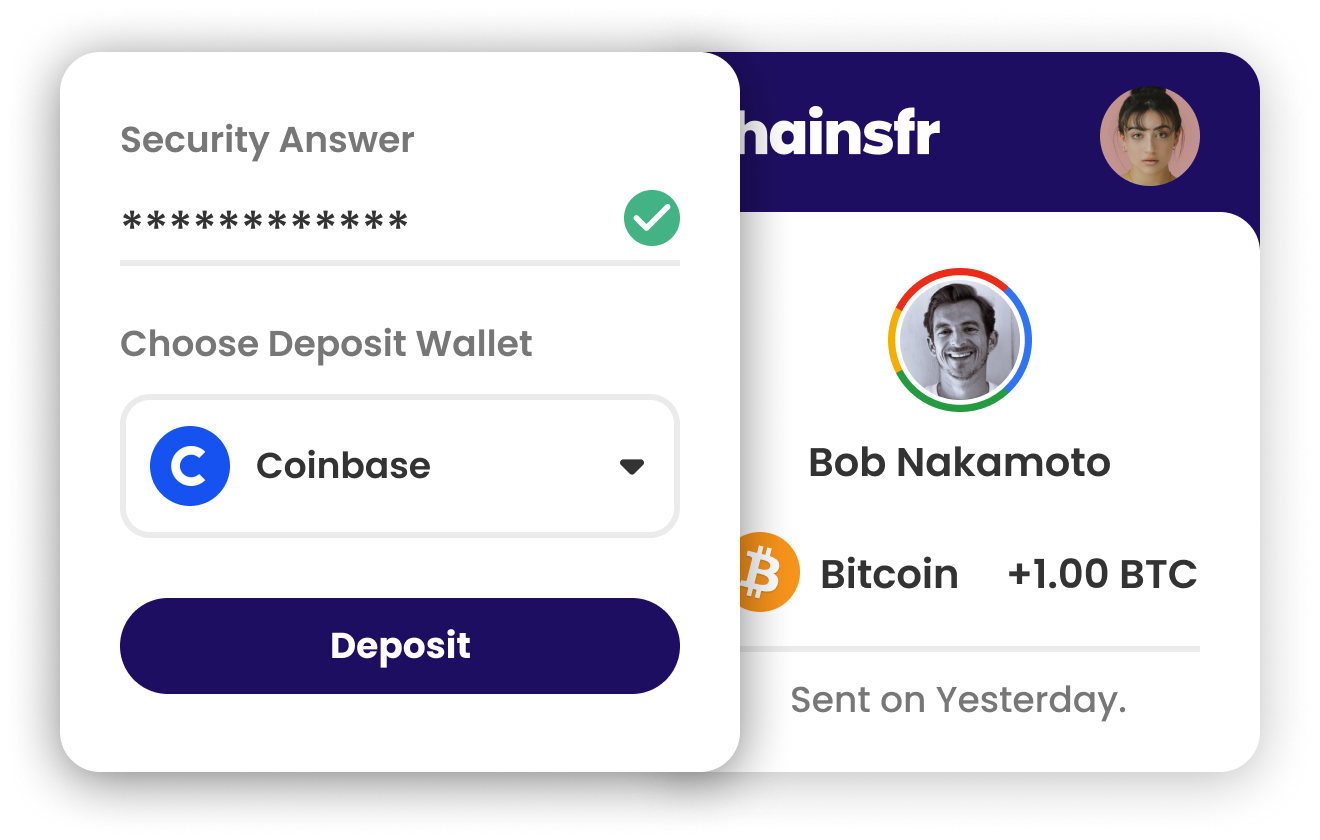 Security Answer
************
Choose Deposit Wallet
Coinbase
Deposit
hainsfr
Bob Nakamoto
Bitcoin +1.00 BTC
Sent on Yesterday.